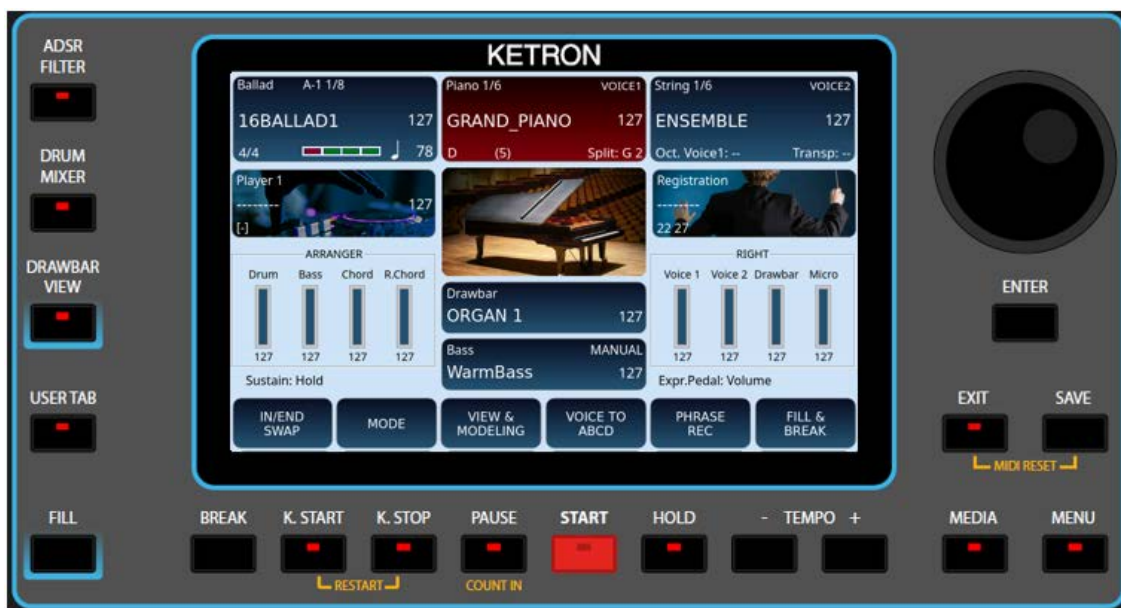 ADSR
FILTER
DRUM
MIXER
DRAWBAR
VIEW
USER TAB
FILL
KETRON
Ballad A-1 1/8
16BALLAD1 127
4/4 78
Piano 1/6 VOICE1
GRAND_PIANO 127
D (5) Split: G 2
String 1/6 VOICE2
ENSEMBLE 127
Oct. Voice1: -- Transp: --
Player 1
-------- 127
[-]
Registration
--------
22 27
ARRANGER
Drum Bass Chord R.Chord
127 127 127 127
Sustain: Hold
Drawbar
ORGAN 1 127
Bass MANUAL
WarmBass 127
RIGHT
Voice 1 Voice 2 Drawbar Micro
127 127 127 127
Expr.Pedal: Volume
IN/END
SWAP
MODE
VIEW &
MODELING
VOICE TO
ABCD
PHRASE
REC
FILL &
BREAK
ENTER
EXIT SAVE
MIDI RESET
BREAK K. START K. STOP PAUSE START HOLD - TEMPO + MEDIA MENU
RESTART COUNT IN